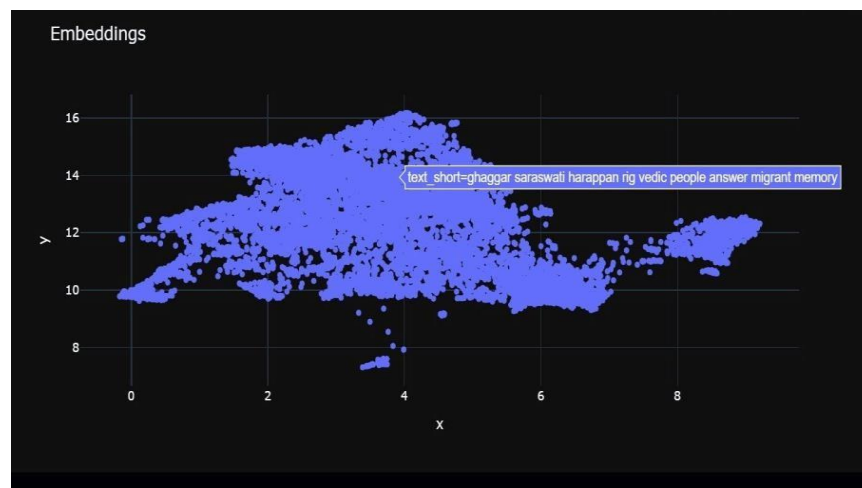 Embeddings
16
14
text_short=ghaggar saraswati harappan rig vedic people answer migrant memory
12
y
10
8
0 2 4 6 8
x